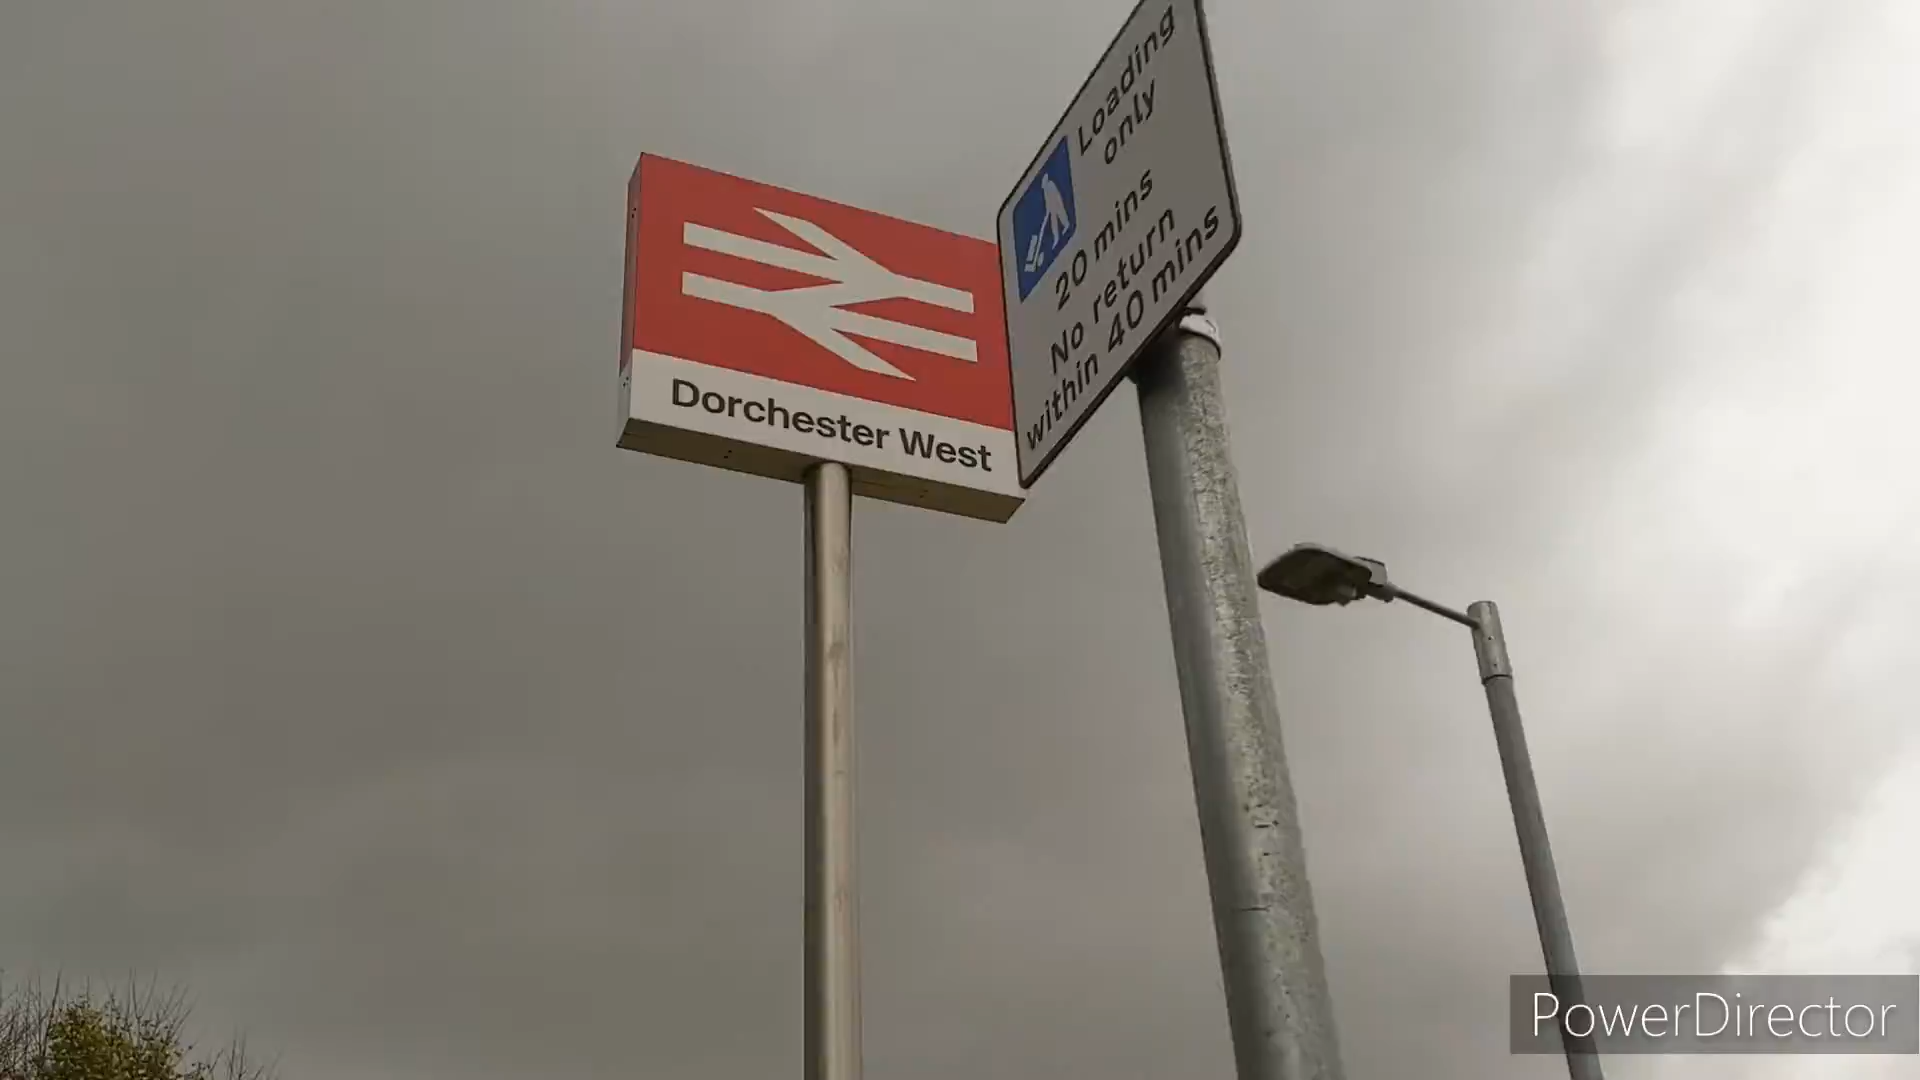 Dorchester West
Loading
only
20 mins
No return
within 40 mins
PowerDirector